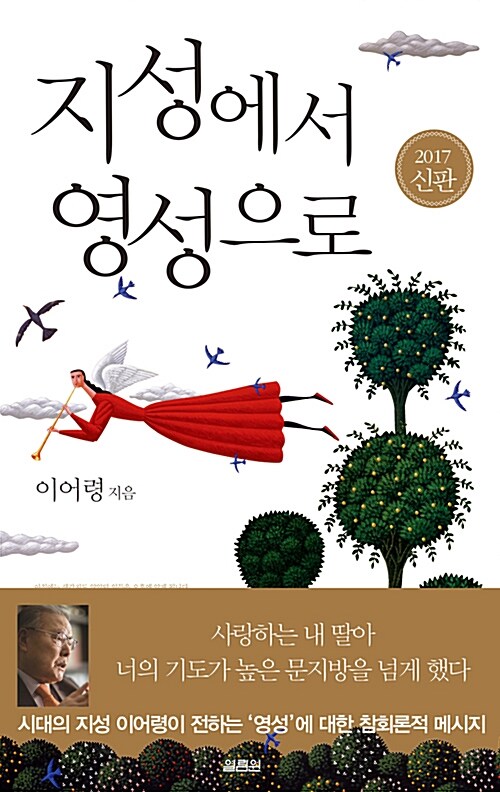 지성에서
영성으로
2017
신판
이어령 지음
사랑하는 내 딸아
너의 기도가 높은 문지방을 넘게 했다
시대의 지성 이어령이 전하는 ‘영성’에 대한 참회론적 메시지
열림원